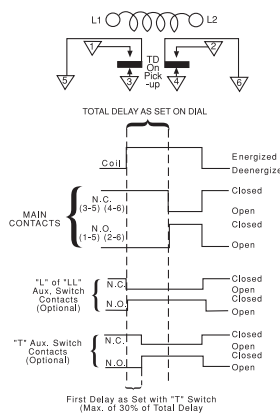 L1 L2
1 2
TD
On
Pick
-up
5 3 4 6
TOTAL DELAY AS SET ON DIAL
Coil
Energized
Deenergize
MAIN
CONTACTS
N.C.
(3-5) (4-6)
Closed
Open
N.O.
(1-5) (2-6)
Closed
Open
"L" of "LL"
Aux, Switch
Contacts
(Optional)
N.C.
Closed
Open
N.O.
Closed
Open
"T" Aux. Switch
Contacts
(Optional)
N.C.
Closed
Open
N.O.
Closed
Open
First Delay as Set with "T" Switch
(Max. of 30% of Total Delay